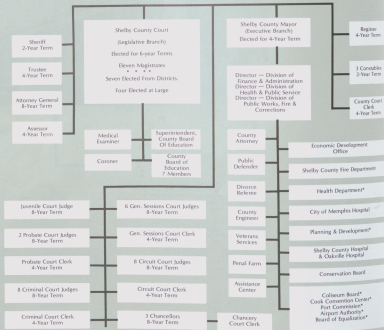 Sheriff
2-Year Term
Trustee
4-Year Term
Attorney General
8-Year Term
Assessor
4-Year Term
Shelby County Court
(Legislative Branch)
Elected for 6-year Terms
Eleven Magistrates
* * * *
Seven Elected From Districts
Four Elected at Large
Shelby County Mayor
(Executive Branch)
Elected for 4-Year Term
Director — Division of
Finance & Administration
Director — Division of
Health & Public Service
Director — Division of
Public Works, Fire &
Corrections
Register
4-Year Term
3 Constables
2-Year Term
County Court
Clerk
4-Year Term
Medical
Examiner
Coroner
Superintendent,
County Board
Of Education
County
Board of
Education
7 Members
County
Attorney
Public
Defender
Divorce
Referee
County
Engineer
Veterans
Services
Penal Farm
Assistance
Center
Economic Development
Office
Shelby County Fire Department
Health Department*
City of Memphis Hospital
Planning & Development*
Shelby County Hospital
& Oakville Hospital
Conservation Board
Coliseum Board*
Cook Convention Center*
Port Commission*
Airport Authority*
Board of Equalization*
Juvenile Court Judge
8-Year Term
2 Probate Court Judges
8-Year Term
Probate Court Clerk
4-Year Term
8 Criminal Court Judges
8-Year Term
Criminal Court Clerk
4-Year Term
6 Gen. Sessions Court Judges
8-Year Term
Gen. Sessions Court Clerk
4-Year Term
8 Circuit Court Judges
8-Year Term
Circuit Court Clerk
4-Year Term
3 Chancellors
8-Year Term
Chancery
Court Clerk